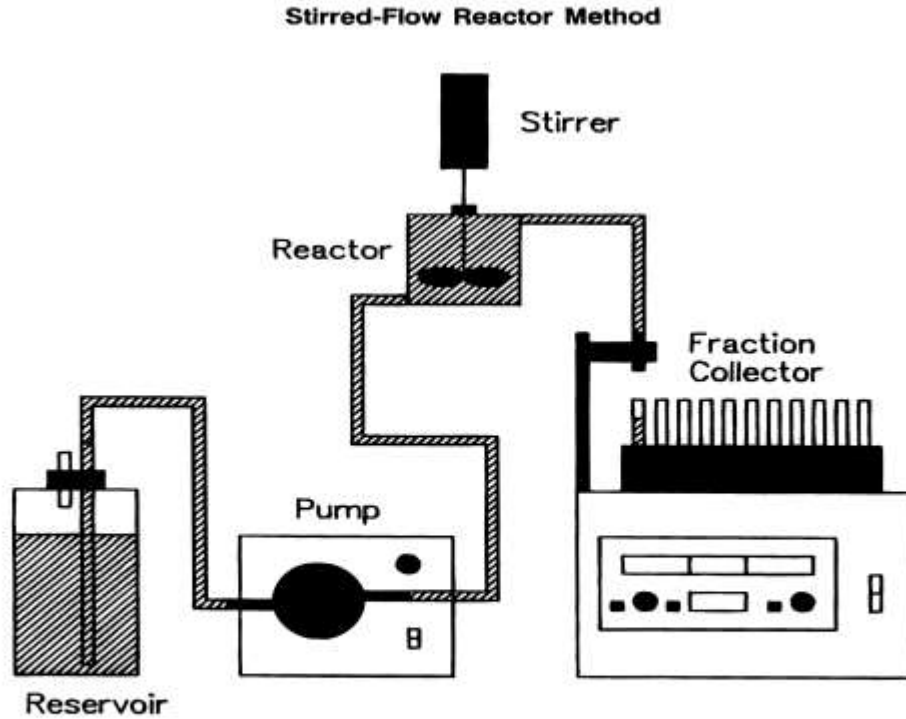 Stirred-Flow Reactor Method
Stirrer
Reactor
Fraction
Collector
Pump
Reservoir